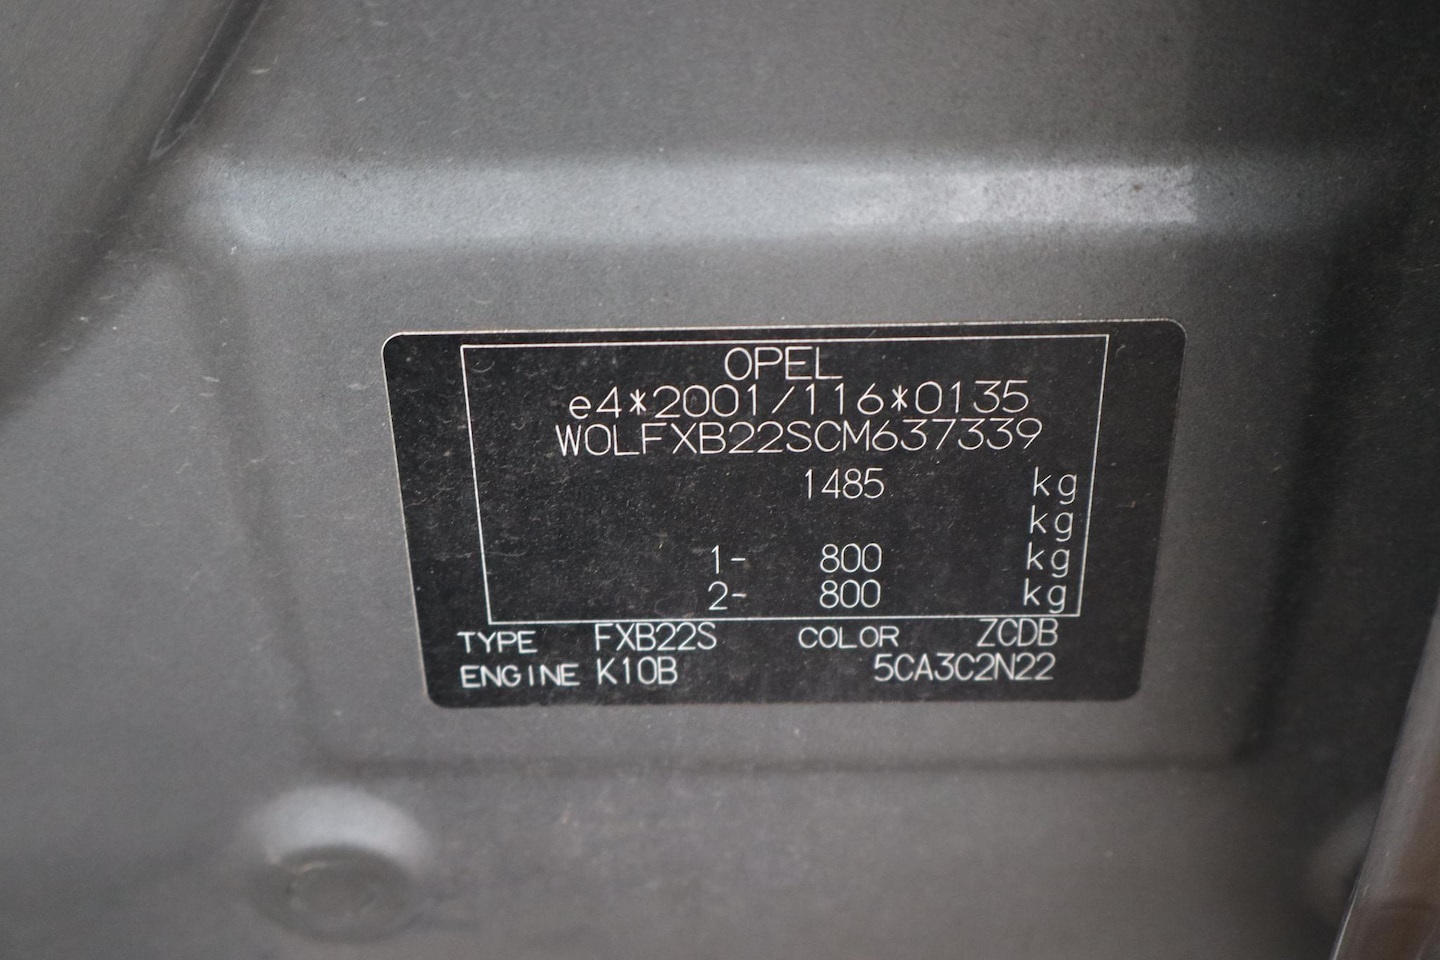 OPEL
e4*2001/116*0135
W0LFXB22SCM637339
1485 kg
kg
1- 800 kg
2- 800 kg
TYPE FXB22S COLOR ZCDB
ENGINE K10B 5CA3C2N22